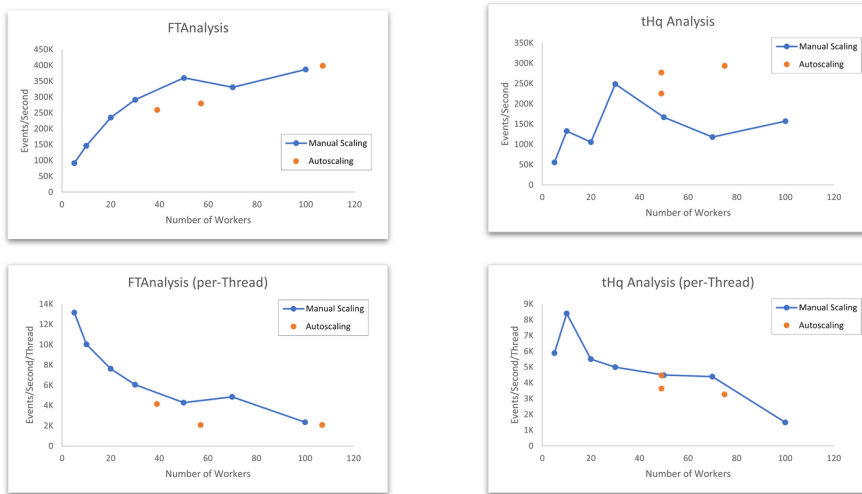 FTAnalysis
450K
400K
350K
300K
250K
200K
150K
100K
50K
0
Events/Second
Manual Scaling
Autoscaling
0 20 40 60 80 100 120
Number of Workers
tHq Analysis
350K
300K
250K
200K
150K
100K
50K
0
Events/Second
Manual Scaling
Autoscaling
0 20 40 60 80 100 120
Number of Workers
FTAnalysis (per-Thread)
14K
12K
10K
8K
6K
4K
2K
0
Events/Second/Thread
Manual Scaling
Autoscaling
0 20 40 60 80 100 120
Number of Workers
tHq Analysis (per-Thread)
9K
8K
7K
6K
5K
4K
3K
2K
1K
0
Events/Second/Thread
Manual Scaling
Autoscaling
0 20 40 60 80 100 120
Number of Workers